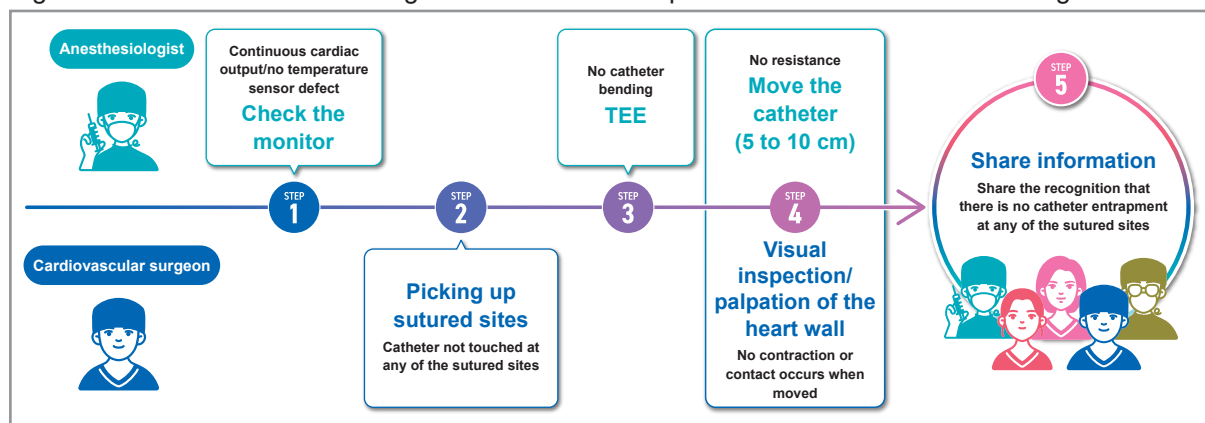 Anesthesiologist
Continuous cardiac
output/no temperature
sensor defect
Check the
monitor
STEP
1
STEP
2
Picking up
sutured sites
Catheter not touched at
any of the sutured sites
No catheter
bending
TEE
STEP
3
No resistance
Move the
catheter
(5 to 10 cm)
STEP
4
Visual
inspection/
palpation of the
heart wall
No contraction or
contact occurs when
moved
STEP
5
Share information
Share the recognition that
there is no catheter entrapment
at any of the sutured sites
Cardiovascular surgeon